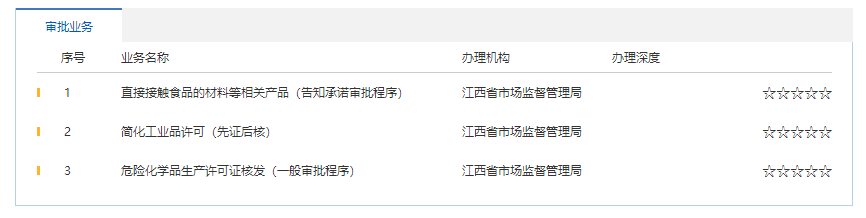 审批业务
序号 业务名称 办理机构 办理深度
1 直接接触食品的材料等相关产品（告知承诺审批程序） 江西省市场监督管理局 ☆☆☆☆☆
2 简化工业品许可（先证后核） 江西省市场监督管理局 ☆☆☆☆☆
3 危险化学品生产许可证核发（一般审批程序） 江西省市场监督管理局 ☆☆☆☆☆